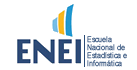 ENEI
Escuela
Nacional de
Estadística e
Informática